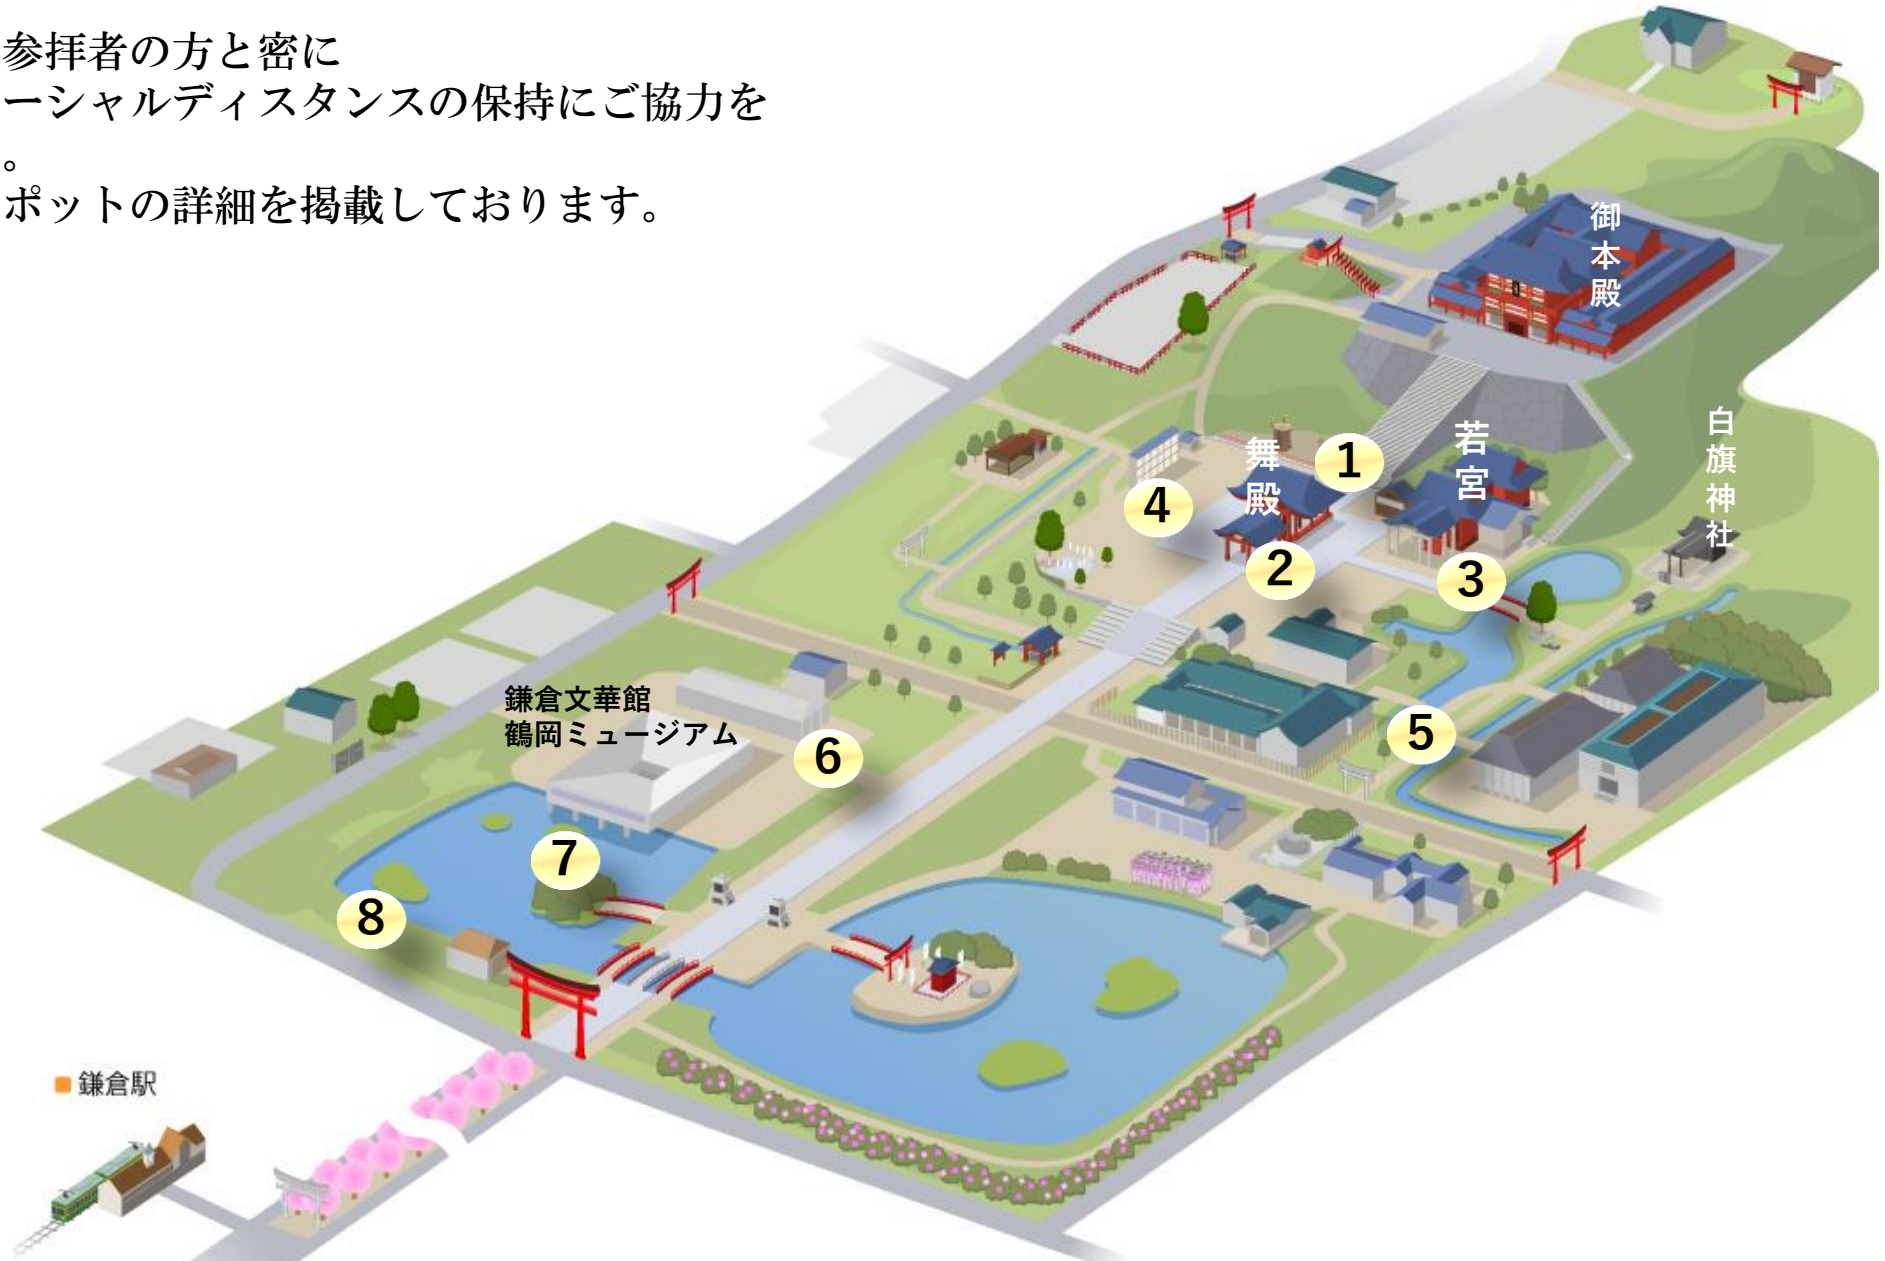 参拝者の方と密に
ーシャルディスタンスの保持にご協力を
。
ポットの詳細を掲載しております。
御本殿
白旗神社
若宮
舞殿
1
4
2
3
5
鎌倉文華館
鶴岡ミュージアム
6
7
8
鎌倉駅